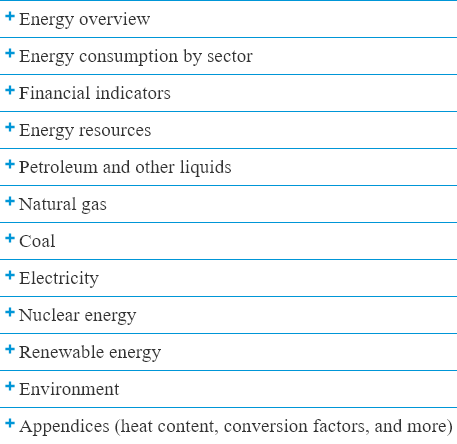 Energy overview
Energy consumption by sector
Financial indicators
Energy resources
Petroleum and other liquids
Natural gas
Coal
Electricity
Nuclear energy
Renewable energy
Environment
Appendices (heat content, conversion factors, and more)